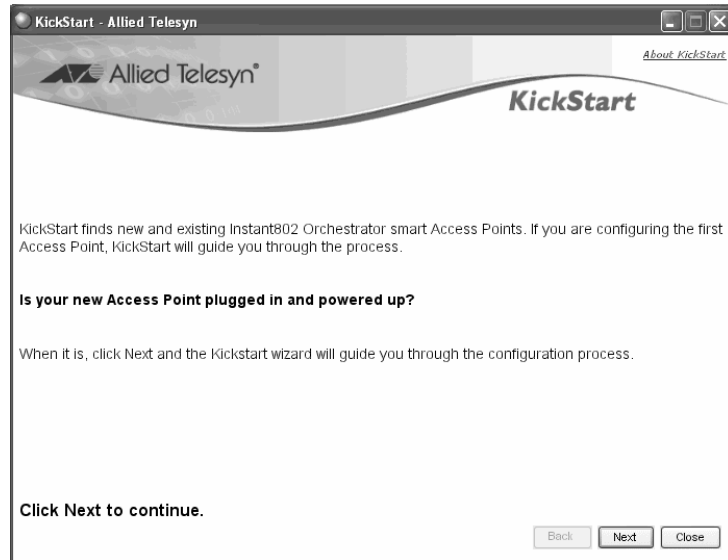 KickStart - Allied Telesyn
About KickStart
Allied Telesyn®
KickStart
KickStart finds new and existing Instant802 Orchestrator smart Access Points. If you are configuring the first
Access Point, KickStart will guide you through the process.
Is your new Access Point plugged in and powered up?
When it is, click Next and the Kickstart wizard will guide you through the configuration process.
Click Next to continue.
Back Next Close